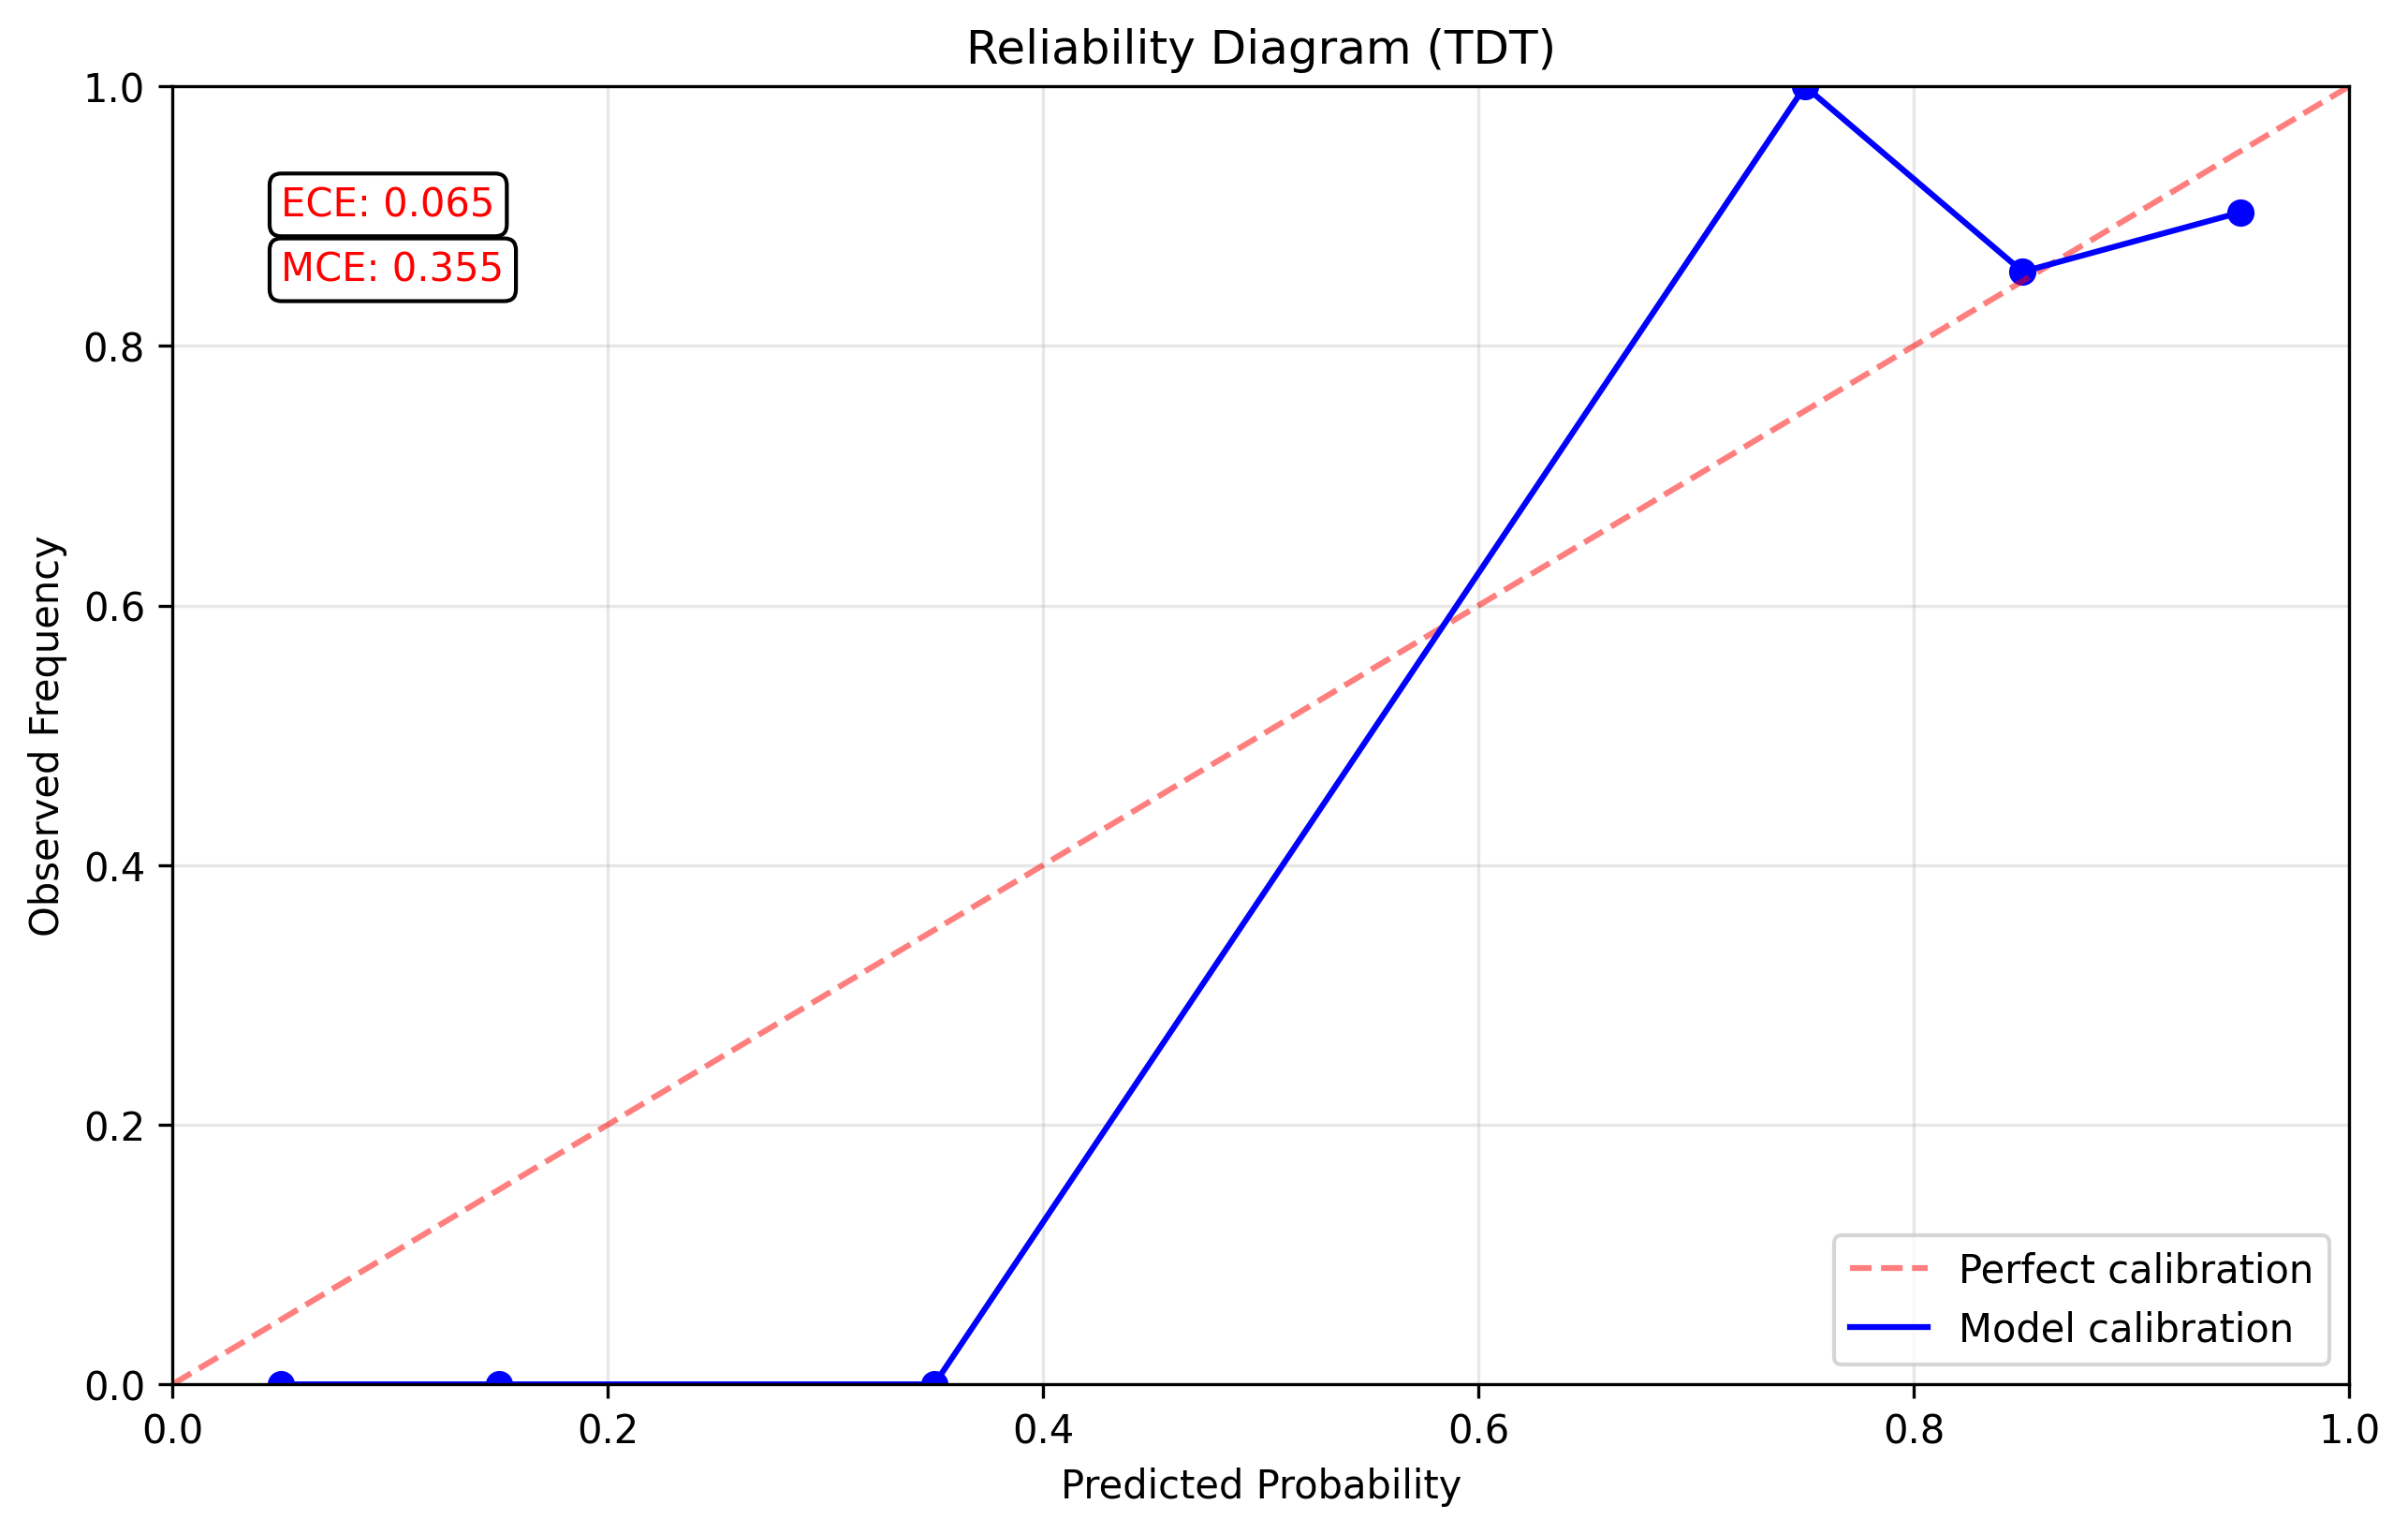 Reliability Diagram (TDT)
1.0
ECE: 0.065
MCE: 0.355
0.8
0.6
0.4
0.2
0.0
Observed Frequency
Perfect calibration
Model calibration
0.0 0.2 0.4 0.6 0.8 1.0
Predicted Probability